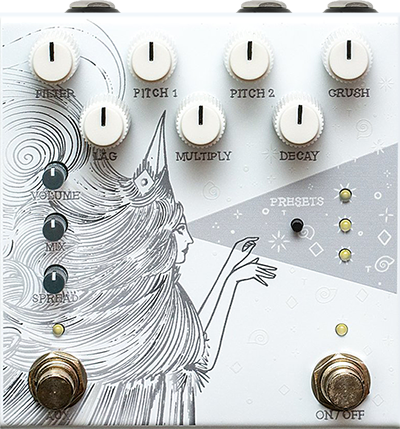 FILTER PITCH 1 PITCH 2 CRUSH
LAG MULTIPLY DECAY
VOLUME
PRESETS
MIX
SPREAD
ON/OFF